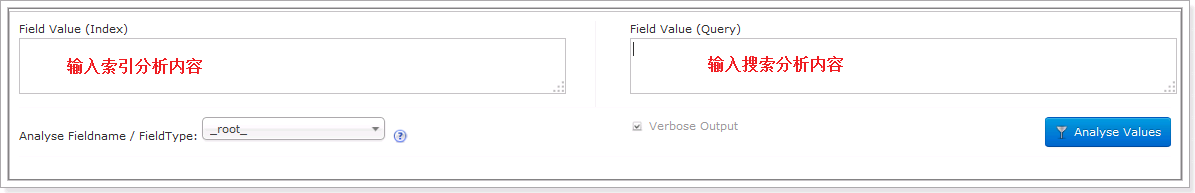 Field Value (Index)
输入索引分析内容
Field Value (Query)
输入搜索分析内容
Analyse Fieldname / FieldType: _root_ ?
Verbose Output
Analyse Values